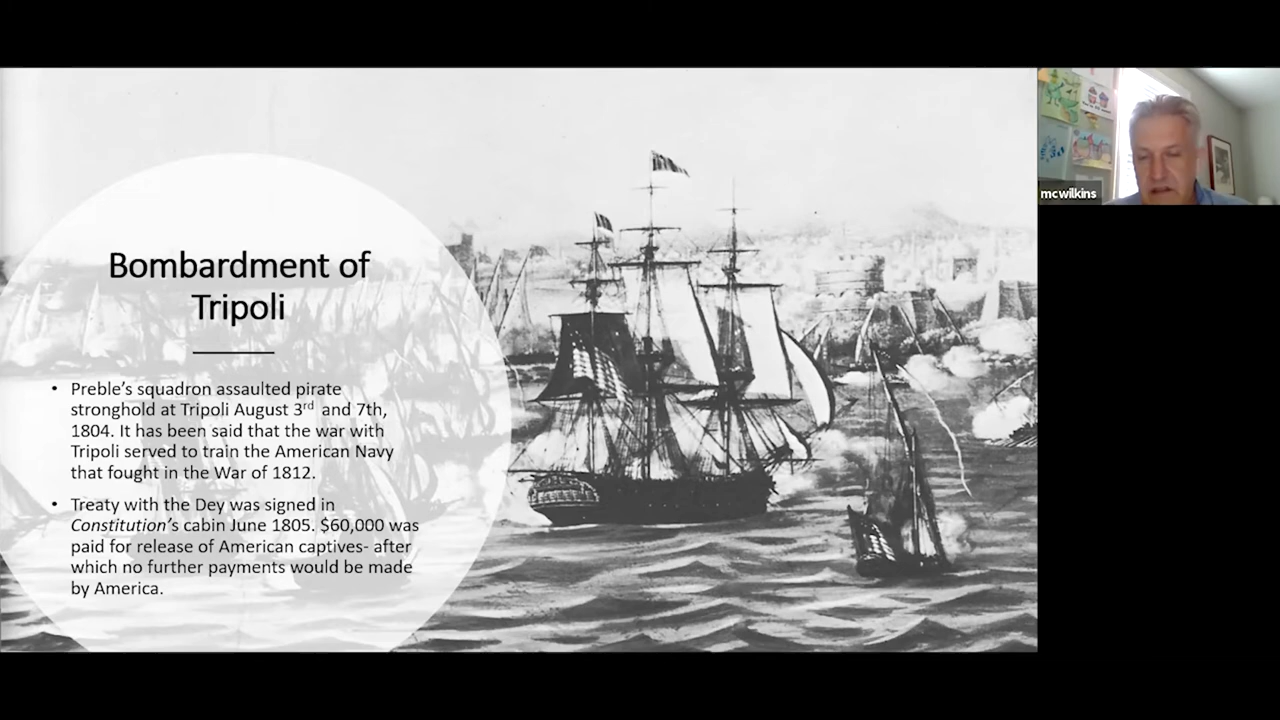 Bombardment of
Tripoli
• Preble’s squadron assaulted pirate
stronghold at Tripoli August 3rd and 7th,
1804. It has been said that the war with
Tripoli served to train the American Navy
that fought in the War of 1812.
• Treaty with the Dey was signed in
Constitution’s cabin June 1805. $60,000 was
paid for release of American captives- after
which no further payments would be made
by America.
mcwilkins